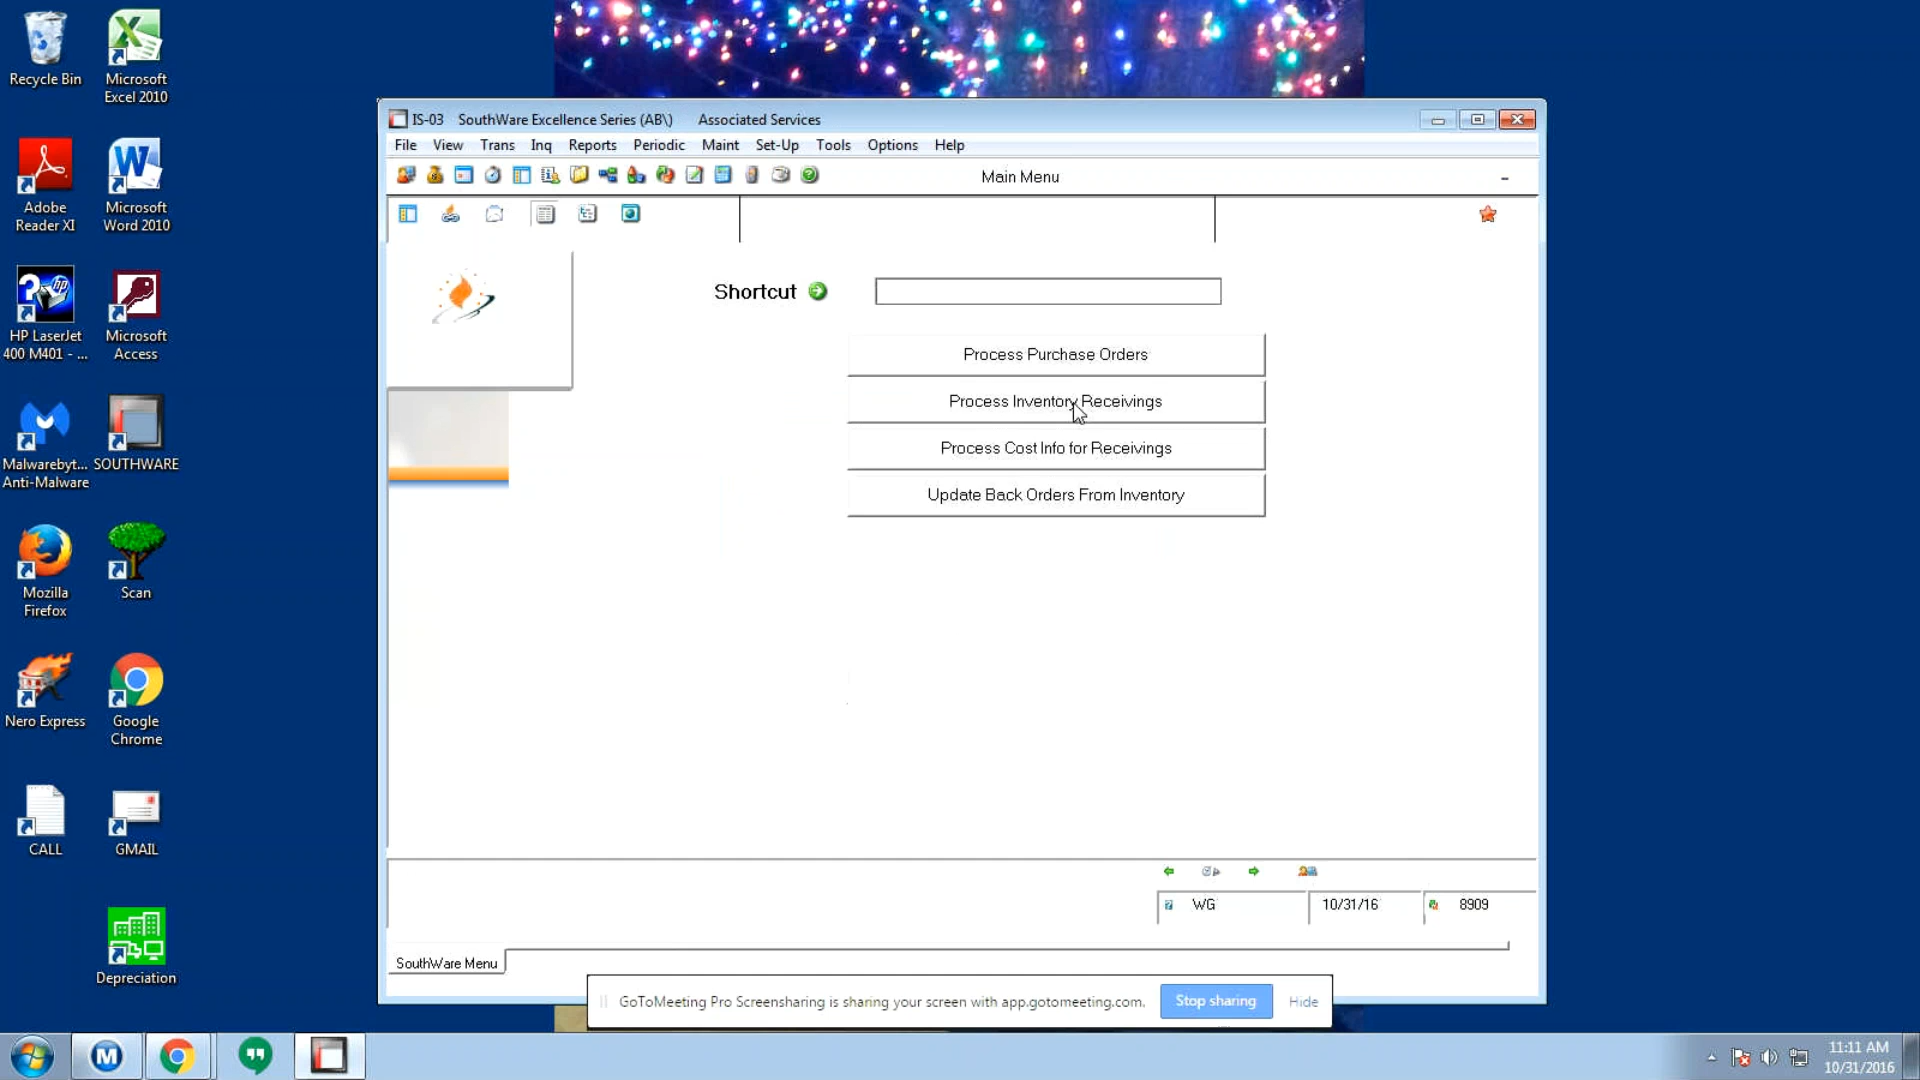 Recycle Bin
Microsoft
Excel 2010
Adobe
Reader XI
Microsoft
Word 2010
HP LaserJet
400 M401 - ...
Microsoft
Access
Malwarebyt...
Anti-Malware
SOUTHWARE
Mozilla
Firefox
Scan
Nero Express
Google
Chrome
CALL
GMAIL
Depreciation
IS-03 SouthWare Excellence Series (AB\) Associated Services
File View Trans Inq Reports Periodic Maint Set-Up Tools Options Help
Main Menu
Shortcut
Process Purchase Orders
Process Inventory Receivings
Process Cost Info for Receivings
Update Back Orders From Inventory
WG 10/31/16 8909
SouthWare Menu
GoToMeeting Pro Screensharing is sharing your screen with app.gotomeeting.com. Stop sharing Hide
11:11 AM
10/31/2016